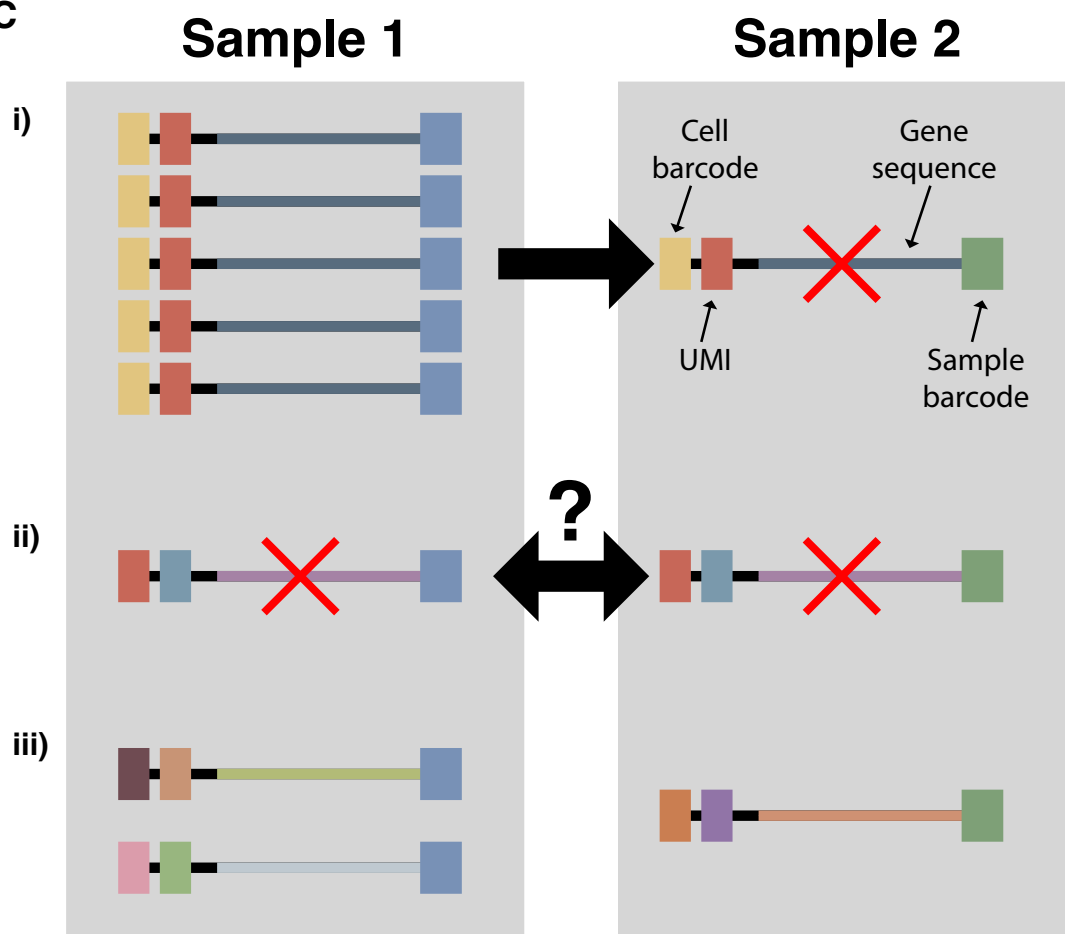 C
Sample 1
Sample 2
i)
Cell
barcode
Gene
sequence
UMI
Sample
barcode
ii)
?
iii)